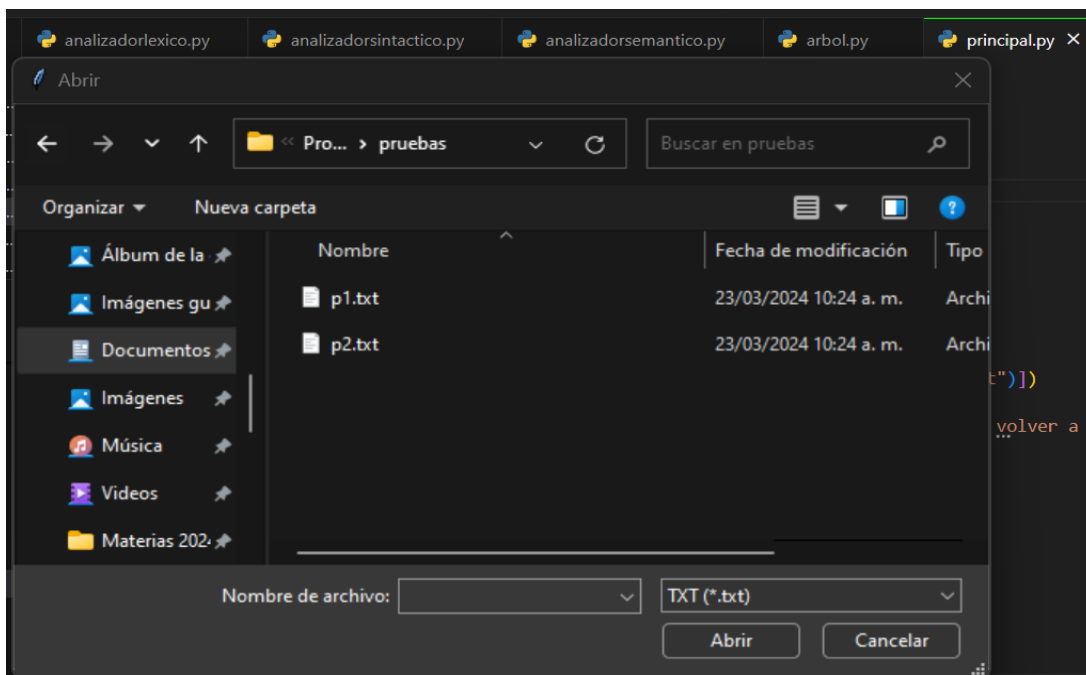 analizadorlexico.py analizadorsintactico.py analizadorsemantico.py arbol.py principal.py
Abrir
« Pro... > pruebas Buscar en pruebas
Organizar Nueva carpeta
Nombre Fecha de modificación Tipo
Álbum de la
p1.txt 23/03/2024 10:24 a. m. Archi
Imágenes gu
p2.txt 23/03/2024 10:24 a. m. Archi
Documentos
t")])
Imágenes
volver a
Música
Videos
Materias 202
Nombre de archivo: TXT (*.txt)
Abrir Cancelar